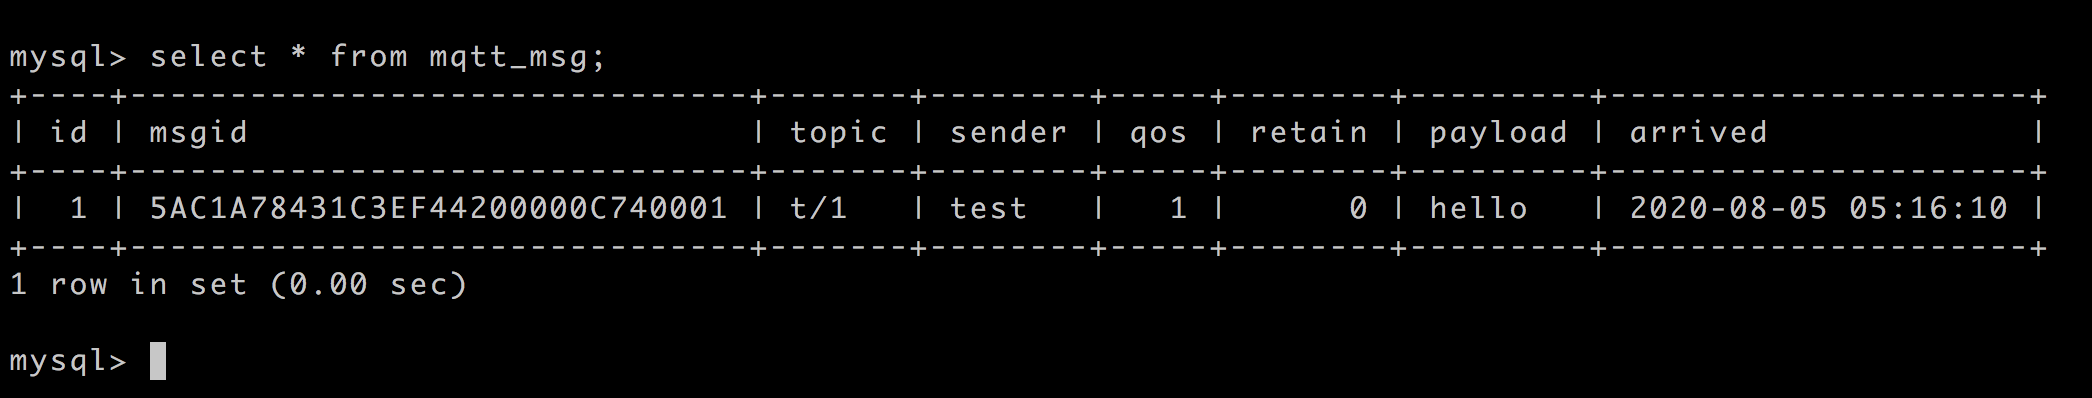 mysql> select * from mqtt_msg;
+----+-------------------------------+-------+--------+-----+--------+---------+---------------------+
| id | msgid                         | topic | sender | qos | retain | payload | arrived             |
+----+-------------------------------+-------+--------+-----+--------+---------+---------------------+
|  1 | 5AC1A78431C3EF44200000C740001 | t/1   | test   |   1 |      0 | hello   | 2020-08-05 05:16:10 |
+----+-------------------------------+-------+--------+-----+--------+---------+---------------------+
1 row in set (0.00 sec)
mysql>